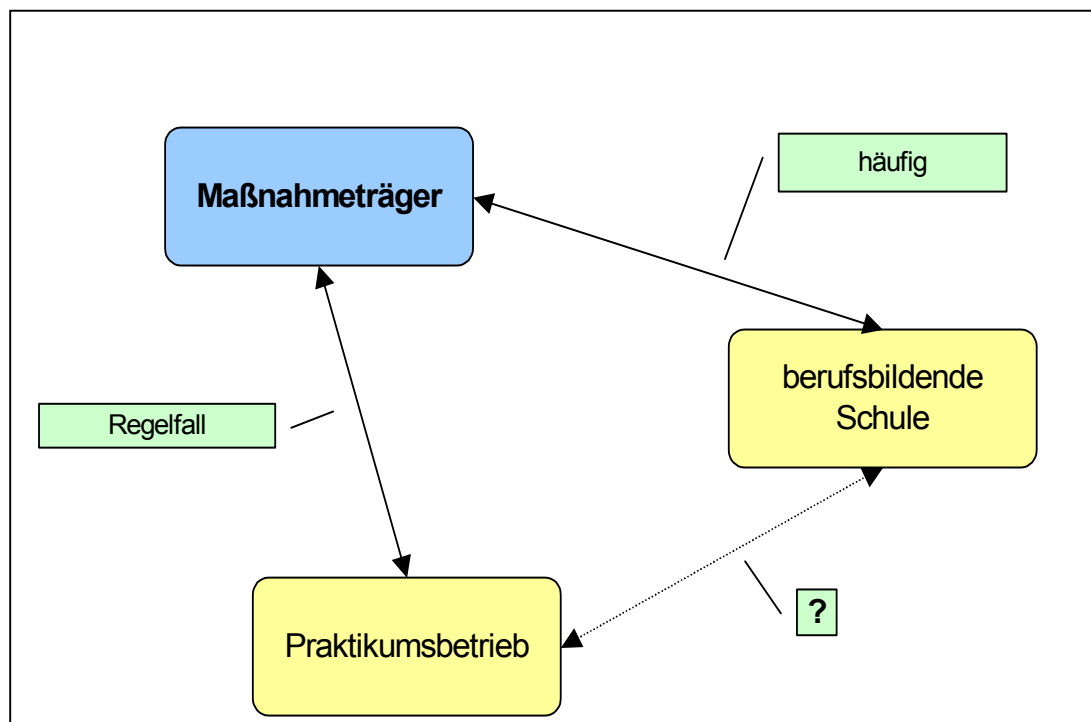 häufig
Maßnahmeträger
berufsbildende
Schule
Regelfall
?
Praktikumsbetrieb